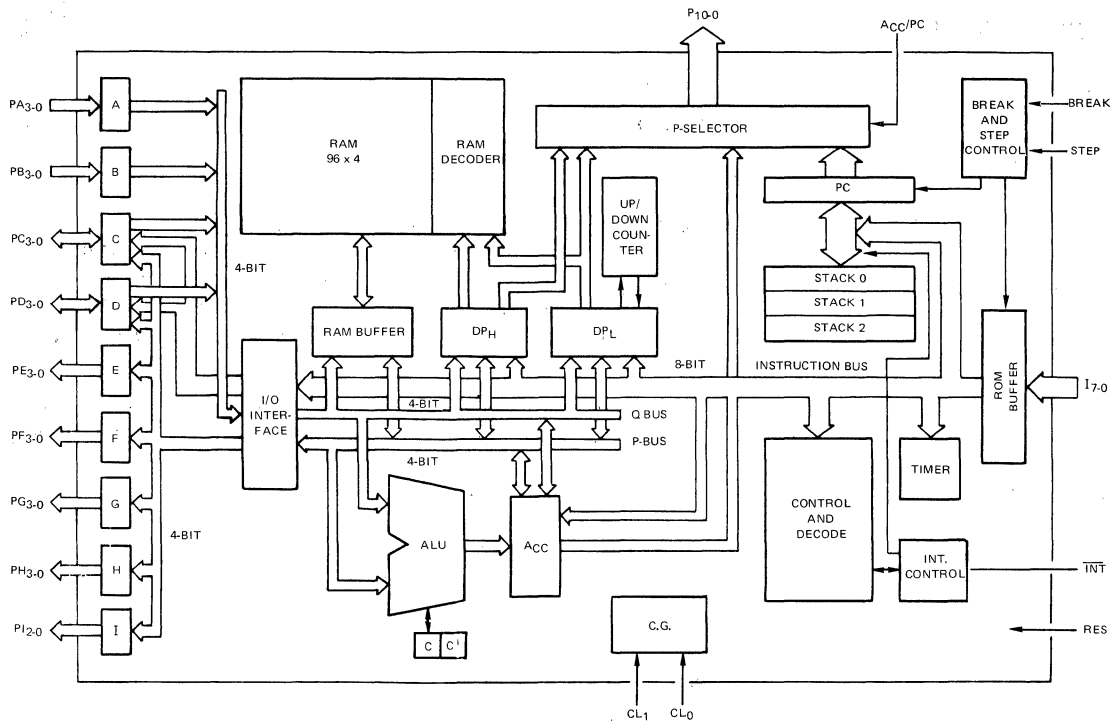 P10-0
ACC/PC
PA3-0
A
RAM
96 x 4
RAM
DECODER
P-SELECTOR
BREAK
AND
STEP
CONTROL
BREAK
STEP
PB3-0
B
UP/
DOWN
COUN-
TER
PC
PC3-0
C
4-BIT
STACK 0
STACK 1
STACK 2
PD3-0
D
RAM BUFFER
DPH
DPL
PE3-0
E
8-BIT
INSTRUCTION BUS
ROM
BUFFER
I7-0
I/O
INTER-
FACE
4-BIT
Q BUS
P-BUS
4-BIT
PF3-0
F
TIMER
PG3-0
G
4-BIT
ALU
ACC
CONTROL
AND
DECODE
PH3-0
H
INT.
CONTROL
INT
PI2-0
I
C.G.
RES
C C'
CL1 CL0